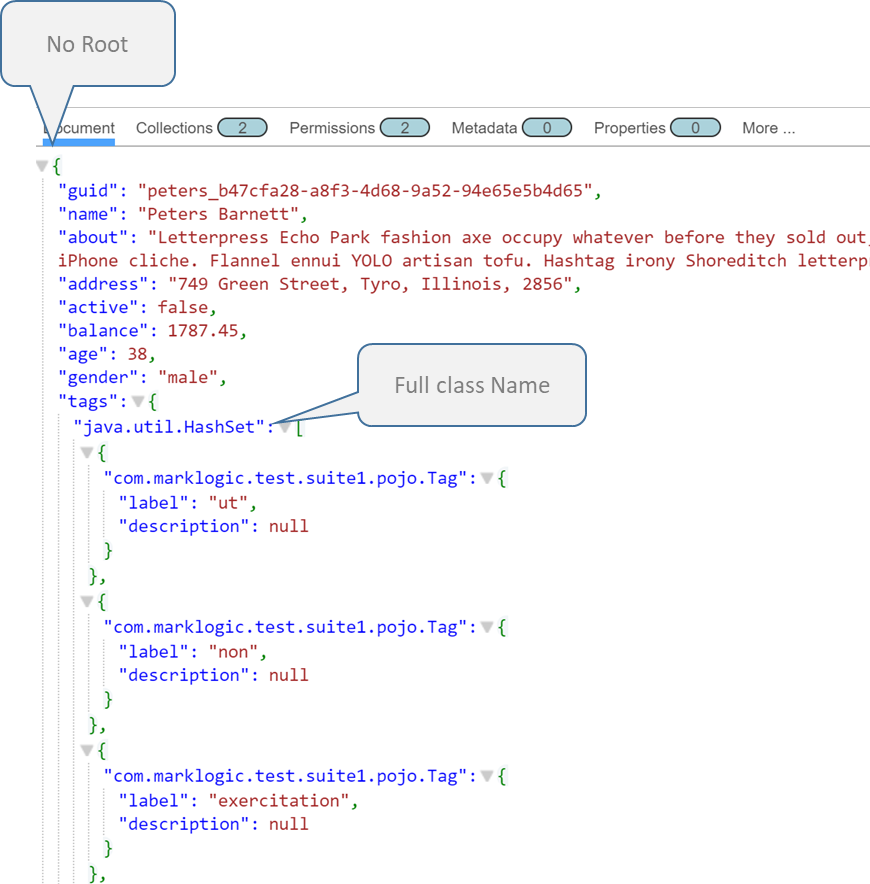 No Root
Document Collections 2 Permissions 2 Metadata 0 Properties 0 More ...
{
"guid": "peters_b47cfa28-a8f3-4d68-9a52-94e65e5b4d65",
"name": "Peters Barnett",
"about": "Letterpress Echo Park fashion axe occupy whatever before they sold out,
iPhone cliche. Flannel ennui YOLO artisan tofu. Hashtag irony Shoreditch letterpr
"address": "749 Green Street, Tyro, Illinois, 2856",
"active": false,
"balance": 1787.45,
"age": 38,
"gender": "male",
Full class Name
"tags": {
"java.util.HashSet": [
{
"com.marklogic.test.suite1.pojo.Tag": {
"label": "ut",
"description": null
}
},
{
"com.marklogic.test.suite1.pojo.Tag": {
"label": "non",
"description": null
}
},
{
"com.marklogic.test.suite1.pojo.Tag": {
"label": "exercitation",
"description": null
}
},